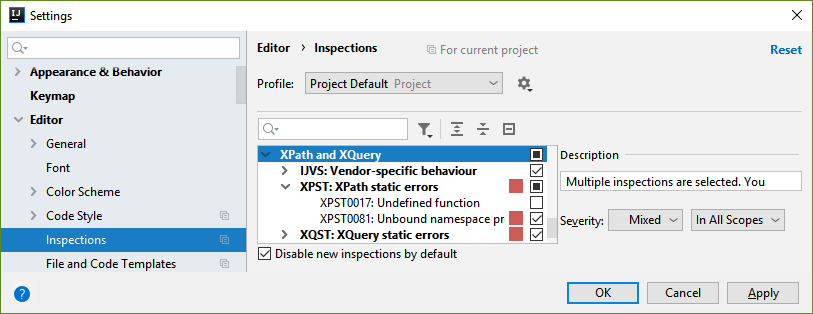 IJ Settings
Editor › Inspections For current project Reset
Appearance & Behavior
Keymap
Editor
General
Font
Color Scheme
Code Style
Inspections
File and Code Templates
Profile: Project Default Project
XPath and XQuery
IJVS: Vendor-specific behaviour
XPST: XPath static errors
XPST0017: Undefined function
XPST0081: Unbound namespace pr
XQST: XQuery static errors
Disable new inspections by default
Description
Multiple inspections are selected. You
Severity: Mixed In All Scopes
? OK Cancel Apply